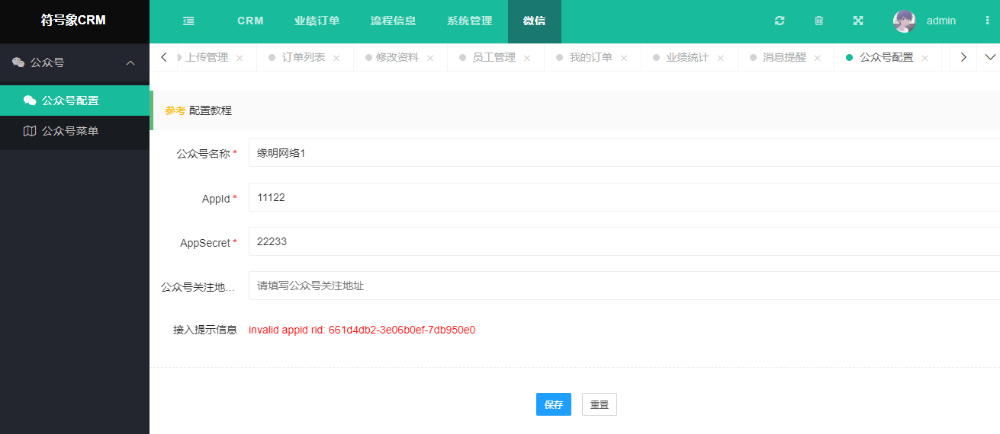 符号象CRM
CRM 业绩订单 流程信息 系统管理 微信 admin
公众号
公众号配置
公众号菜单
上传管理 订单列表 修改资料 员工管理 我的订单 业绩统计 消息提醒 公众号配置
参考 配置教程
公众号名称 * 缘明网络1
AppId * 11122
AppSecret * 22233
公众号关注地... 请填写公众号关注地址
接入提示信息 invalid appid rid: 661d4db2-3e06b0ef-7db950e0
保存 重置